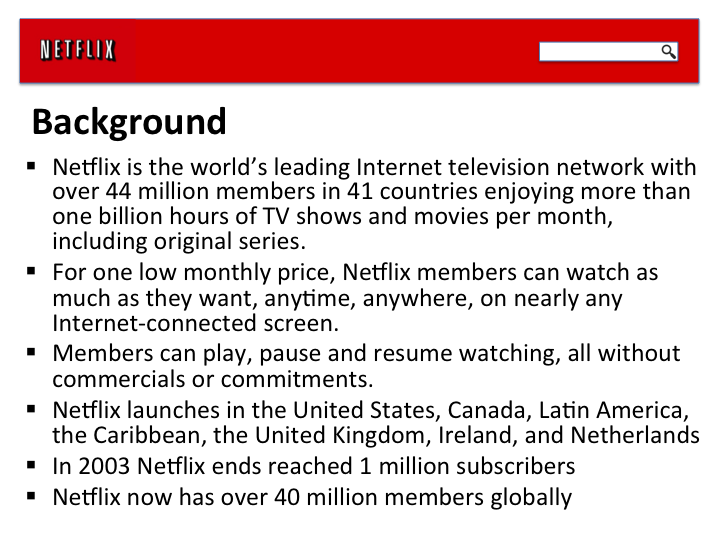 NETFLIX
Background
▪ Netflix is the world’s leading Internet television network with
over 44 million members in 41 countries enjoying more than
one billion hours of TV shows and movies per month,
including original series.
▪ For one low monthly price, Netflix members can watch as
much as they want, anytime, anywhere, on nearly any
Internet-connected screen.
▪ Members can play, pause and resume watching, all without
commercials or commitments.
▪ Netflix launches in the United States, Canada, Latin America,
the Caribbean, the United Kingdom, Ireland, and Netherlands
▪ In 2003 Netflix ends reached 1 million subscribers
▪ Netflix now has over 40 million members globally